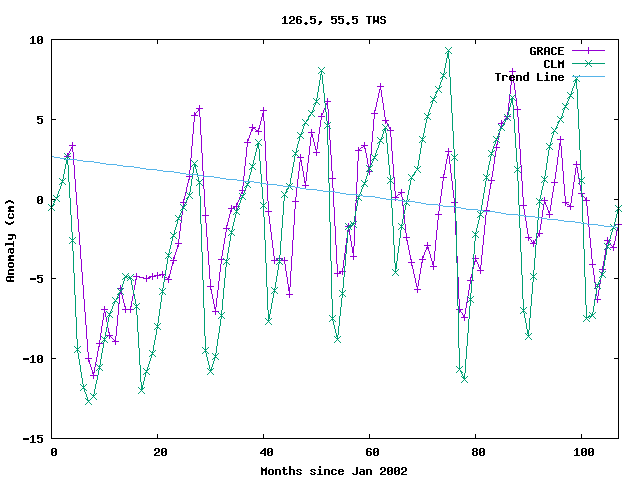 126.5, 55.5 TWS
GRACE
CLM
Trend Line
10
5
0
-5
-10
-15
Anomaly (cm)
0 20 40 60 80 100
Months since Jan 2002